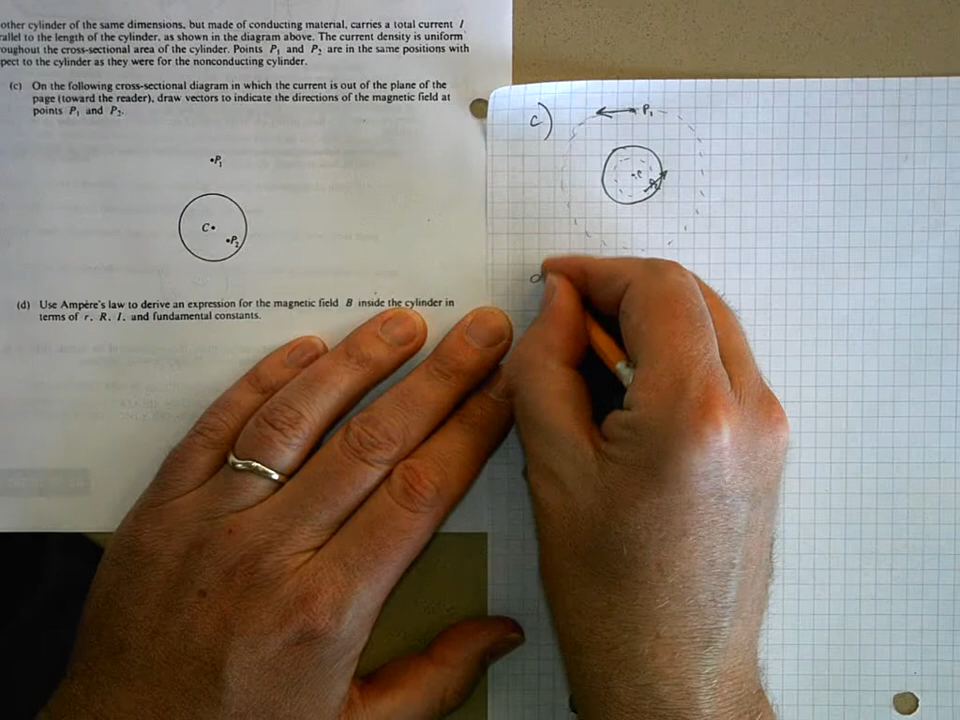 other cylinder of the same dimensions, but made of conducting material, carries a total current I
rallel to the length of the cylinder, as shown in the diagram above. The current density is uniform
oughout the cross-sectional area of the cylinder. Points P₁ and P₂ are in the same positions with
pect to the cylinder as they were for the nonconducting cylinder.
(c) On the following cross-sectional diagram in which the current is out of the plane of the
page (toward the reader), draw vectors to indicate the directions of the magnetic field at
points P₁ and P₂.
•P₁
C•
•P₂
(d) Use Ampère's law to derive an expression for the magnetic field B inside the cylinder in
terms of r, R, I, and fundamental constants.
c)
P₁